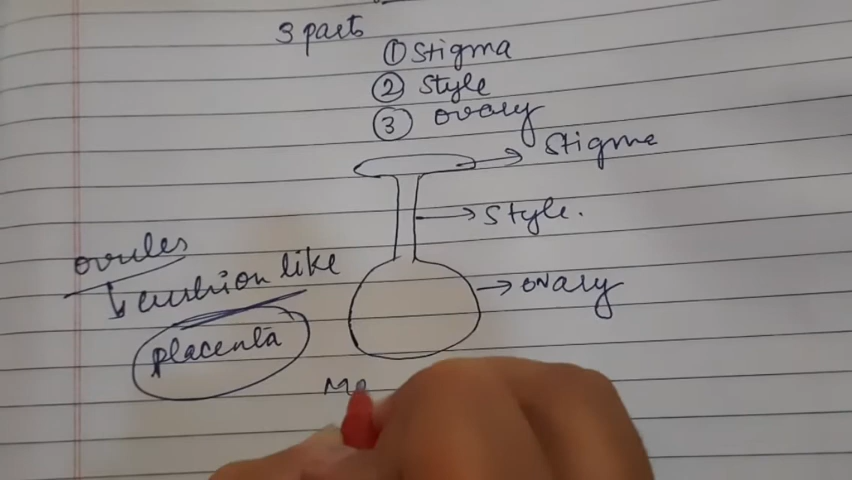 3 parts
① Stigma
② Style
③ Ovary
Stigma
Style.
ovules
cushion like
ovary
placenta